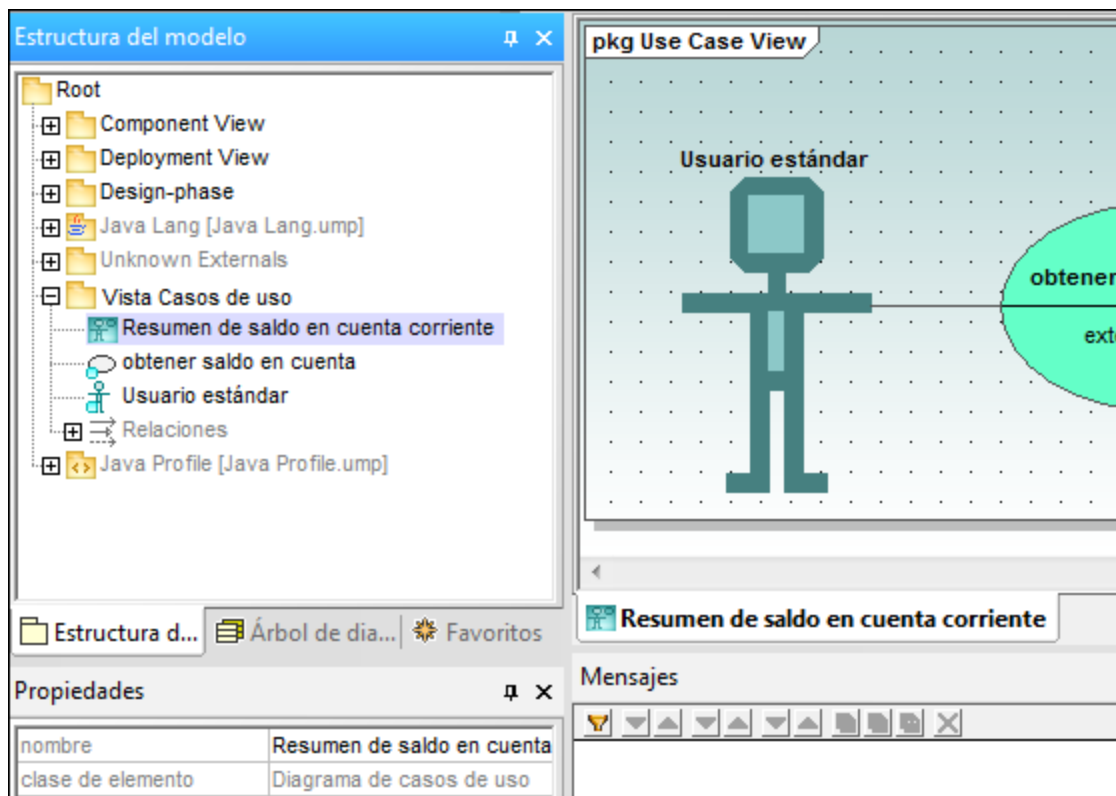 Estructura del modelo
Root
Component View
Deployment View
Design-phase
Java Lang [Java Lang.ump]
Unknown Externals
Vista Casos de uso
Resumen de saldo en cuenta corriente
obtener saldo en cuenta
Usuario estándar
Relaciones
Java Profile [Java Profile.ump]
Estructura d...
Árbol de dia...
Favoritos
Propiedades
nombre Resumen de saldo en cuenta
clase de elemento Diagrama de casos de uso
pkg Use Case View
Usuario estándar
obtener
exte
Resumen de saldo en cuenta corriente
Mensajes